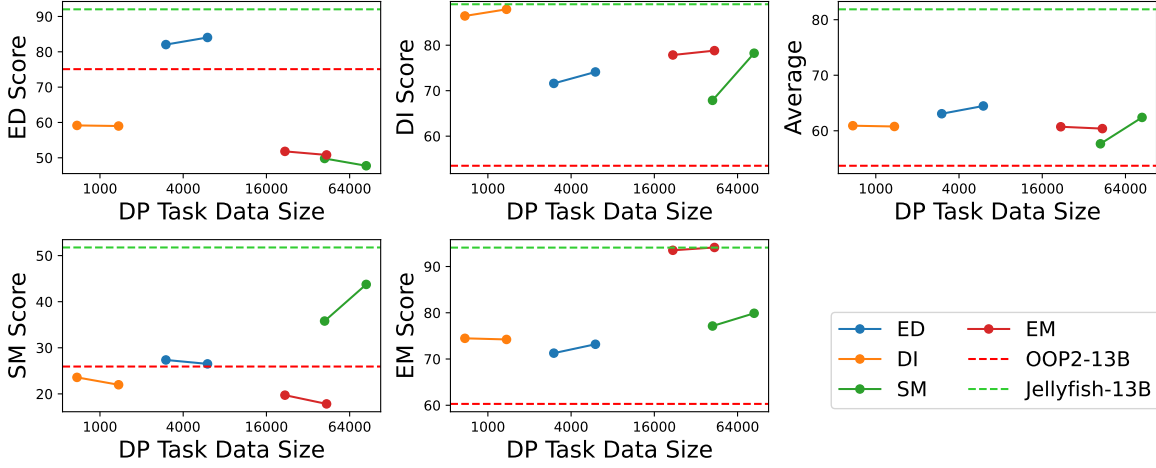 ED Score
90
80
70
60
50
1000 4000 16000 64000
DP Task Data Size
DI Score
80
70
60
1000 4000 16000 64000
DP Task Data Size
Average
80
70
60
1000 4000 16000 64000
DP Task Data Size
SM Score
50
40
30
20
1000 4000 16000 64000
DP Task Data Size
EM Score
90
80
70
60
1000 4000 16000 64000
DP Task Data Size
ED
DI
SM
EM
OOP2-13B
Jellyfish-13B